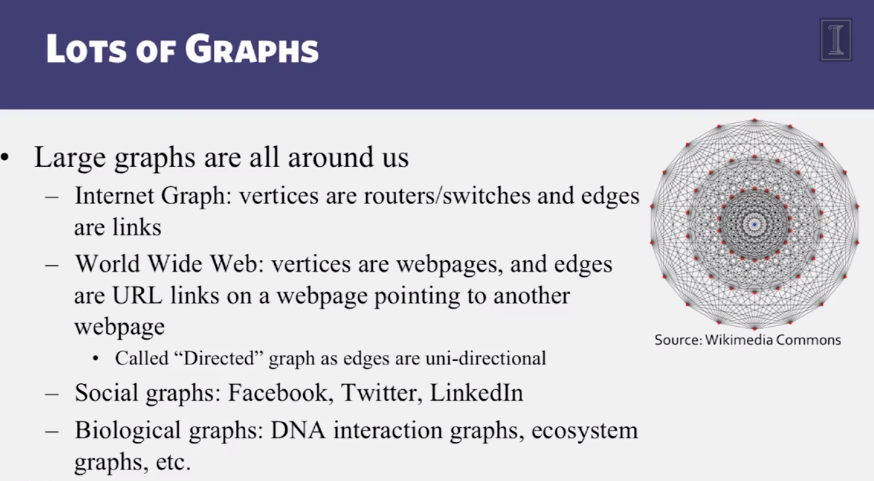 LOTS OF GRAPHS
I
• Large graphs are all around us
– Internet Graph: vertices are routers/switches and edges
are links
– World Wide Web: vertices are webpages, and edges
are URL links on a webpage pointing to another
webpage
• Called “Directed” graph as edges are uni-directional
– Social graphs: Facebook, Twitter, LinkedIn
– Biological graphs: DNA interaction graphs, ecosystem
graphs, etc.
Source: Wikimedia Commons